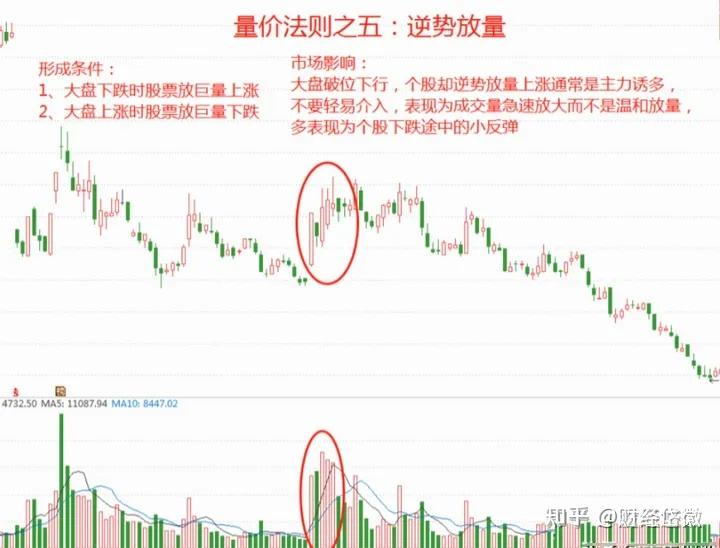 量价法则之五：逆势放量
形成条件：
1、大盘下跌时股票放巨量上涨
2、大盘上涨时股票放巨量下跌
市场影响：
大盘破位下行，个股却逆势放量上涨通常是主力诱多，
不要轻易介入，表现为成交量急速放大而不是温和放量，
多表现为个股下跌途中的小反弹
4732.50 MA5: 11087.94 MA10: 8447.02
知乎 @财经岱微